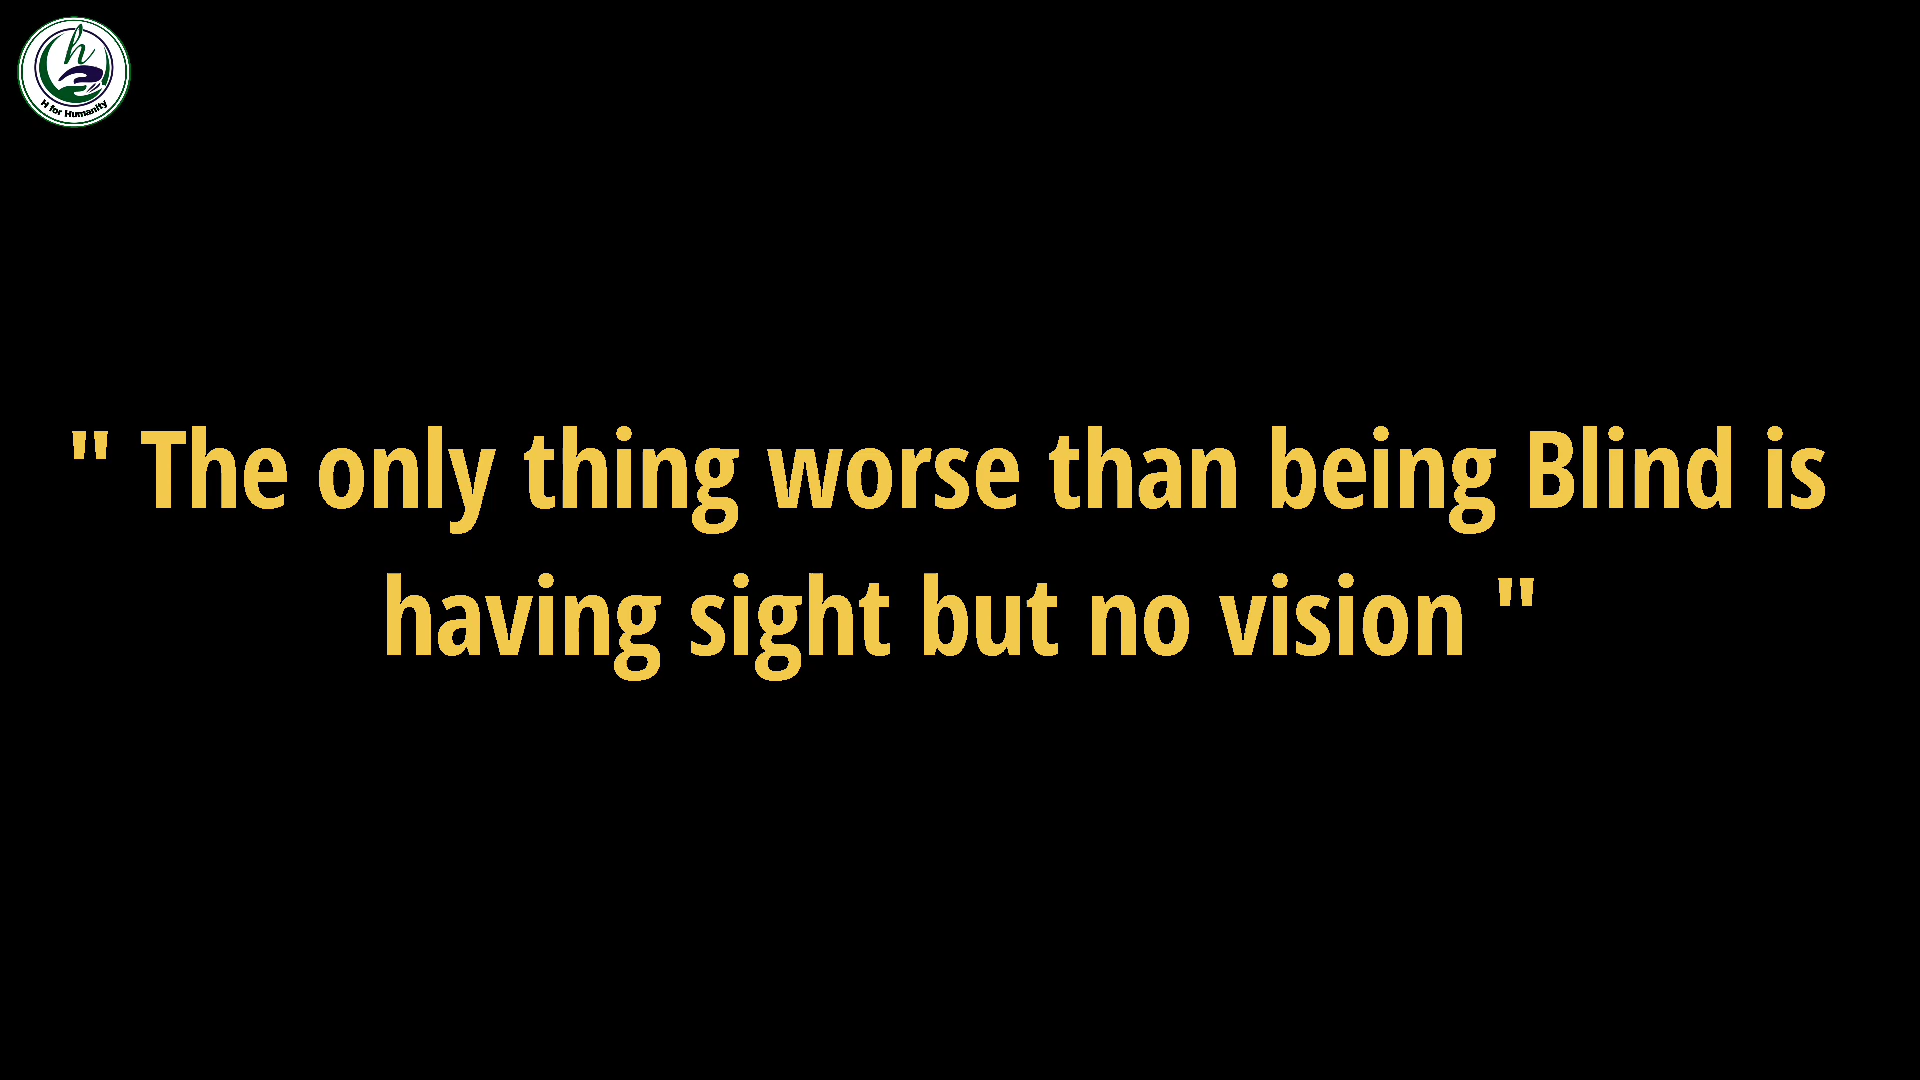 h
H for Humanity
" The only thing worse than being Blind is
having sight but no vision "